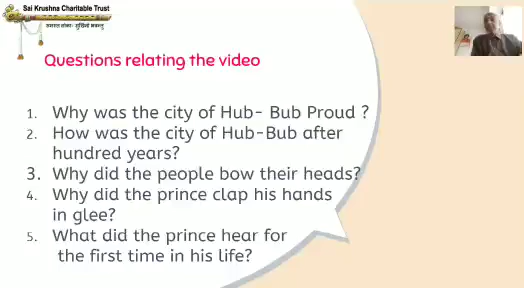 Sai Krushna Charitable Trust
Questions relating the video
1. Why was the city of Hub- Bub Proud ?
2. How was the city of Hub-Bub after
hundred years?
3. Why did the people bow their heads?
4. Why did the prince clap his hands
in glee?
5. What did the prince hear for
the first time in his life?